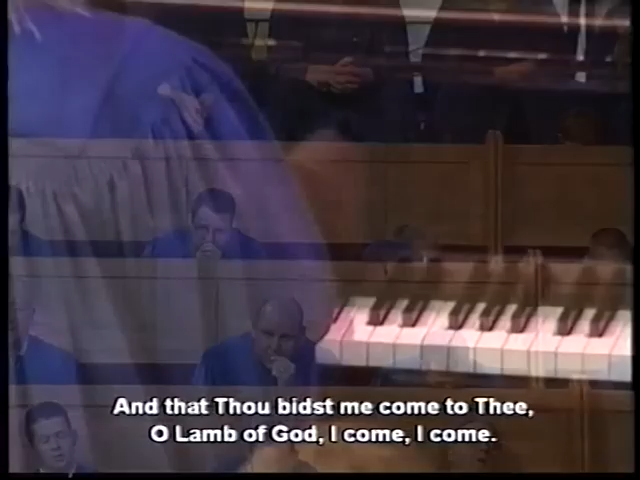 And that Thou bidst me come to Thee,
O Lamb of God, I come, I come.